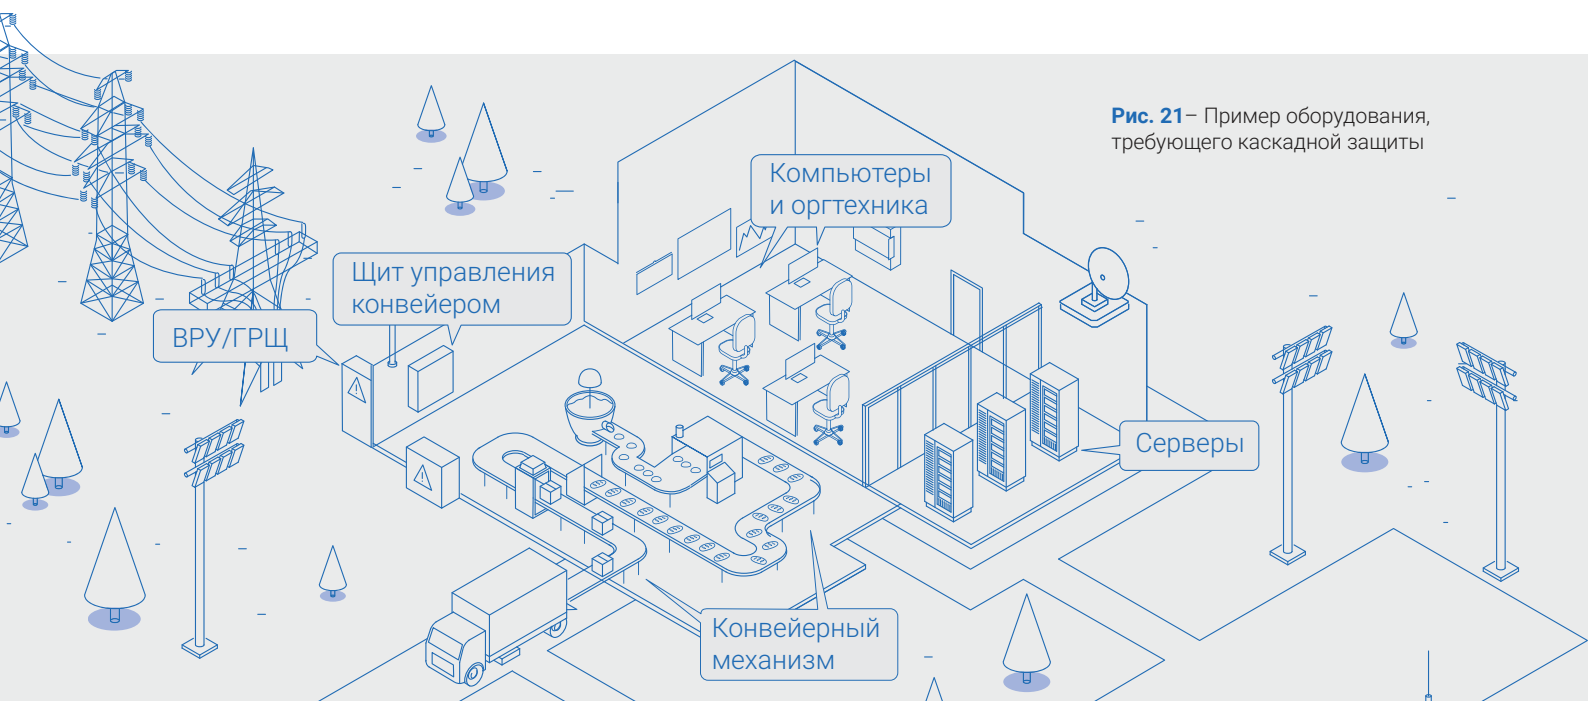 Рис. 21– Пример оборудования,
требующего каскадной защиты
Компьютеры
и оргтехника
Щит управления
конвейером
ВРУ/ГРЩ
Серверы
Конвейерный
механизм